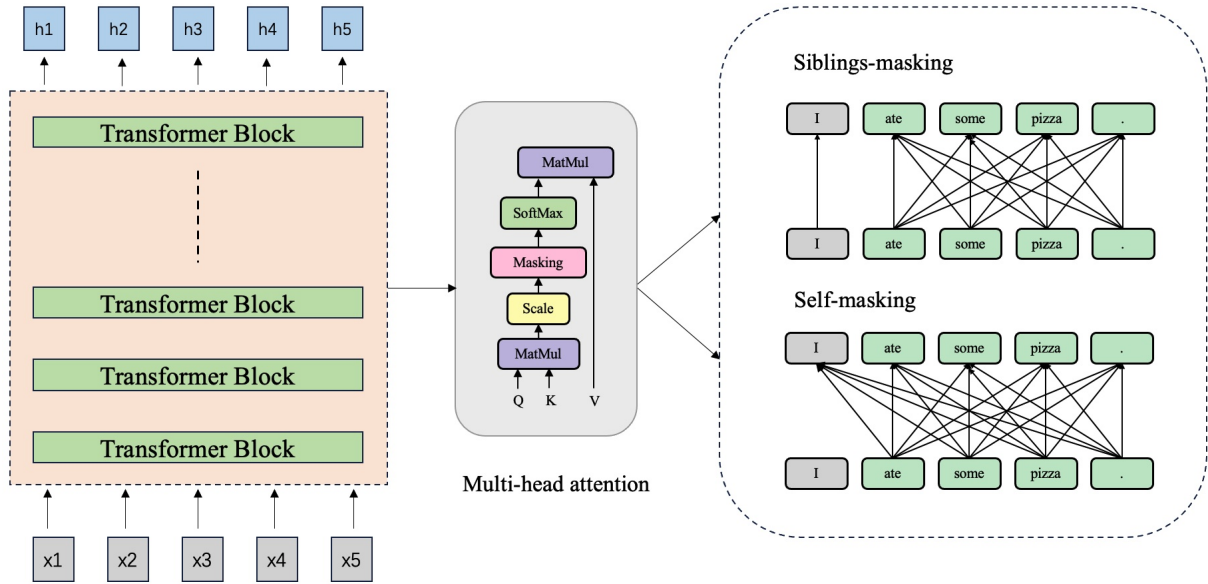 h1 h2 h3 h4 h5
Transformer Block
Transformer Block
Transformer Block
Transformer Block
x1 x2 x3 x4 x5
MatMul
SoftMax
Masking
Scale
MatMul
Q K V
Multi-head attention
Siblings-masking
I ate some pizza .
I ate some pizza .
Self-masking
I ate some pizza .
I ate some pizza .